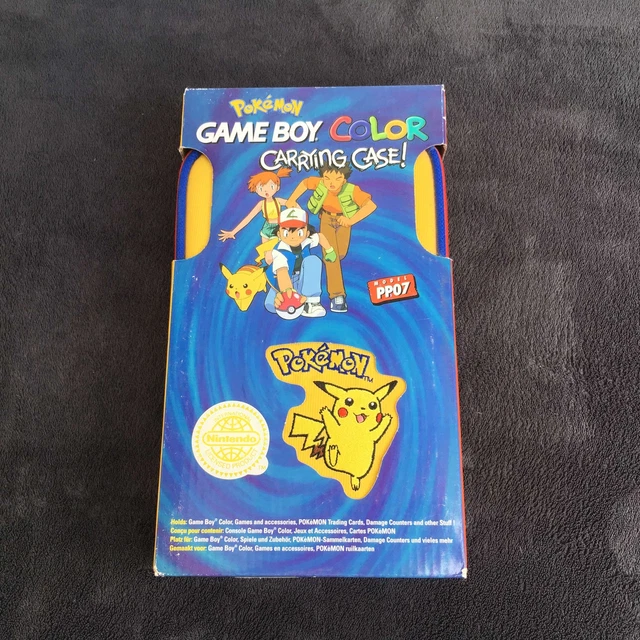 POKéMON
GAME BOY COLOR
CARRYING CASE!
MODEL
PP07
POKéMON™
Nintendo
Holds: Game Boy® Color, Games and accessories, POKéMON Trading Cards, Damage Counters and other Stuff!
Conçu pour contenir: Console Game Boy® Color, Jeux et Accessoires, Cartes POKéMON
Platz für: Game Boy® Color, Spiele und Zubehör, POKéMON-Sammelkarten, Damage Counters und vieles mehr
Gemaakt voor: Game Boy® Color, Games en accessoires, POKéMON ruilkaarten